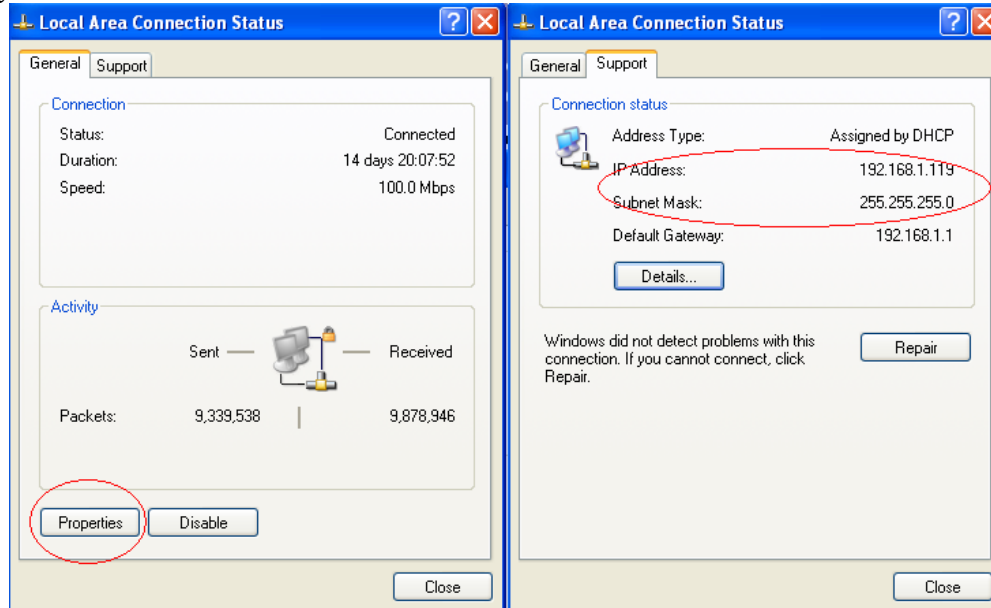 Local Area Connection Status
General Support
Connection
Status: Connected
Duration: 14 days 20:07:52
Speed: 100.0 Mbps
Activity
Sent Received
Packets: 9,339,538 9,878,946
Properties Disable
Close
Local Area Connection Status
General Support
Connection status
Address Type: Assigned by DHCP
IP Address: 192.168.1.119
Subnet Mask: 255.255.255.0
Default Gateway: 192.168.1.1
Details...
Windows did not detect problems with this
connection. If you cannot connect, click
Repair.
Repair
Close